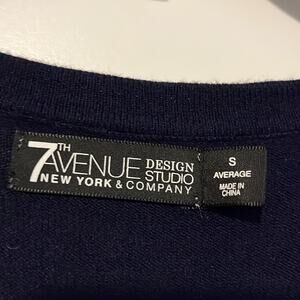 7TH
AVENUE DESIGN STUDIO
NEW YORK & COMPANY
S
AVERAGE
MADE IN
CHINA